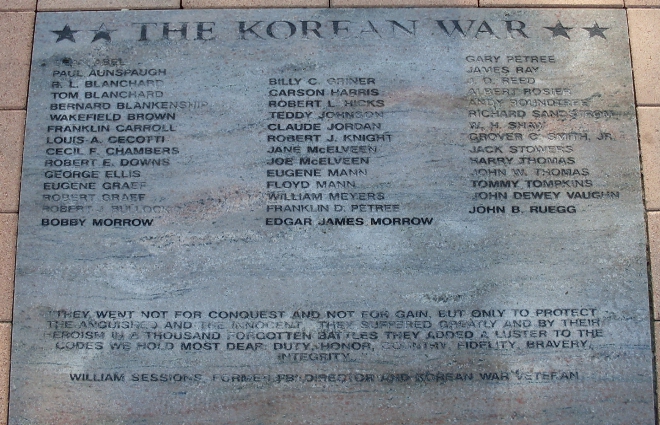 THE KOREAN WAR
ABEL
PAUL AUNSPAUGH
R. L. BLANCHARD
TOM BLANCHARD
BERNARD BLANKENSHIP
WAKEFIELD BROWN
FRANKLIN CARROLL
LOUIS A. CECOTTI
CECIL F. CHAMBERS
ROBERT E. DOWNS
GEORGE ELLIS
EUGENE GRAEF
ROBERT GRAEF
ROBERT J. BULLOCK
BOBBY MORROW
BILLY C. GRINER
CARSON HARRIS
ROBERT L. HICKS
TEDDY JOHNSON
CLAUDE JORDAN
ROBERT J. KNIGHT
JANE McELVEEN
JOE McELVEEN
EUGENE MANN
FLOYD MANN
WILLIAM MEYERS
FRANKLIN D. PETREE
EDGAR JAMES MORROW
GARY PETREE
JAMES RAY
D. REED
ALBERT ROSIER
ANDY ROUNDTREE
RICHARD SANDSTROM
W. H. SHAW
GROVER C. SMITH, JR.
JACK STOWERS
HARRY THOMAS
JOHN W. THOMAS
TOMMY TOMPKINS
JOHN DEWEY VAUGHN
JOHN B. RUEGG
"THEY WENT NOT FOR CONQUEST AND NOT FOR GAIN, BUT ONLY TO PROTECT
THE ANGUISHED AND THE INNOCENT. THEY SUFFERED GREATLY AND BY THEIR
HEROISM IN A THOUSAND FORGOTTEN BATTLES THEY ADDED A LUSTER TO THE
CODES WE HOLD MOST DEAR: DUTY, HONOR, COUNTRY, FIDELITY, BRAVERY,
INTEGRITY."
WILLIAM SESSIONS, FORMER FBI DIRECTOR AND KOREAN WAR VETERAN